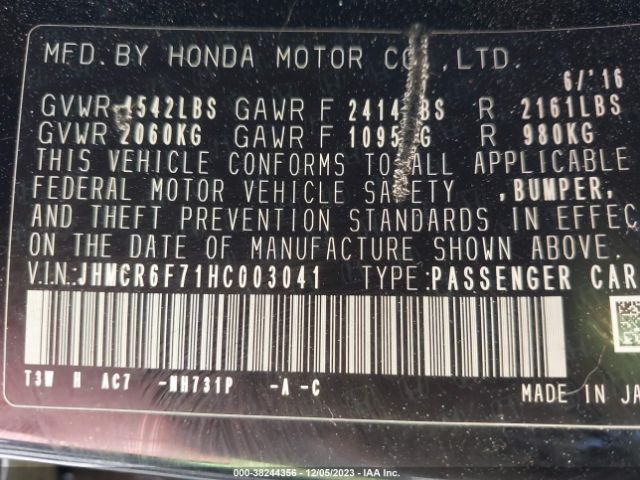 MFD. BY HONDA MOTOR CO., LTD.
6/'16
GVWR 4542LBS GAWR F 2414LBS R 2161LBS
GVWR 2060KG GAWR F 1095KG R 980KG
THIS VEHICLE CONFORMS TO ALL APPLICABLE
FEDERAL MOTOR VEHICLE SAFETY , BUMPER,
AND THEFT PREVENTION STANDARDS IN EFFEC
ON THE DATE OF MANUFACTURE SHOWN ABOVE.
V.I.N.: JHMCR6F71HC003041 TYPE: PASSENGER CAR
T3W H AC7 -NH731P -A -C
MADE IN JA
000-38244356 - 12/05/2023 - IAA Inc.